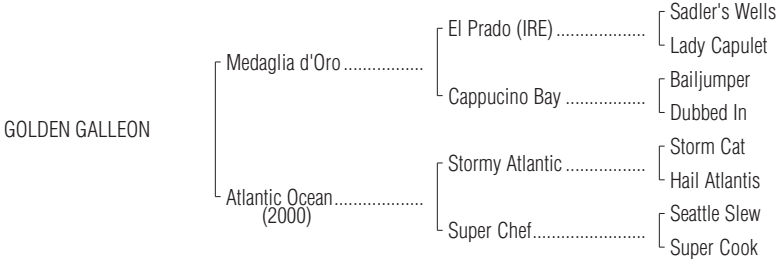 Sadler's Wells
El Prado (IRE) ....................
Lady Capulet
Medaglia d'Oro ..................
Bailjumper
Cappucino Bay ..................
Dubbed In
GOLDEN GALLEON
Storm Cat
Stormy Atlantic ..................
Hail Atlantis
Atlantic Ocean....................
(2000)
Seattle Slew
Super Chef.........................
Super Cook